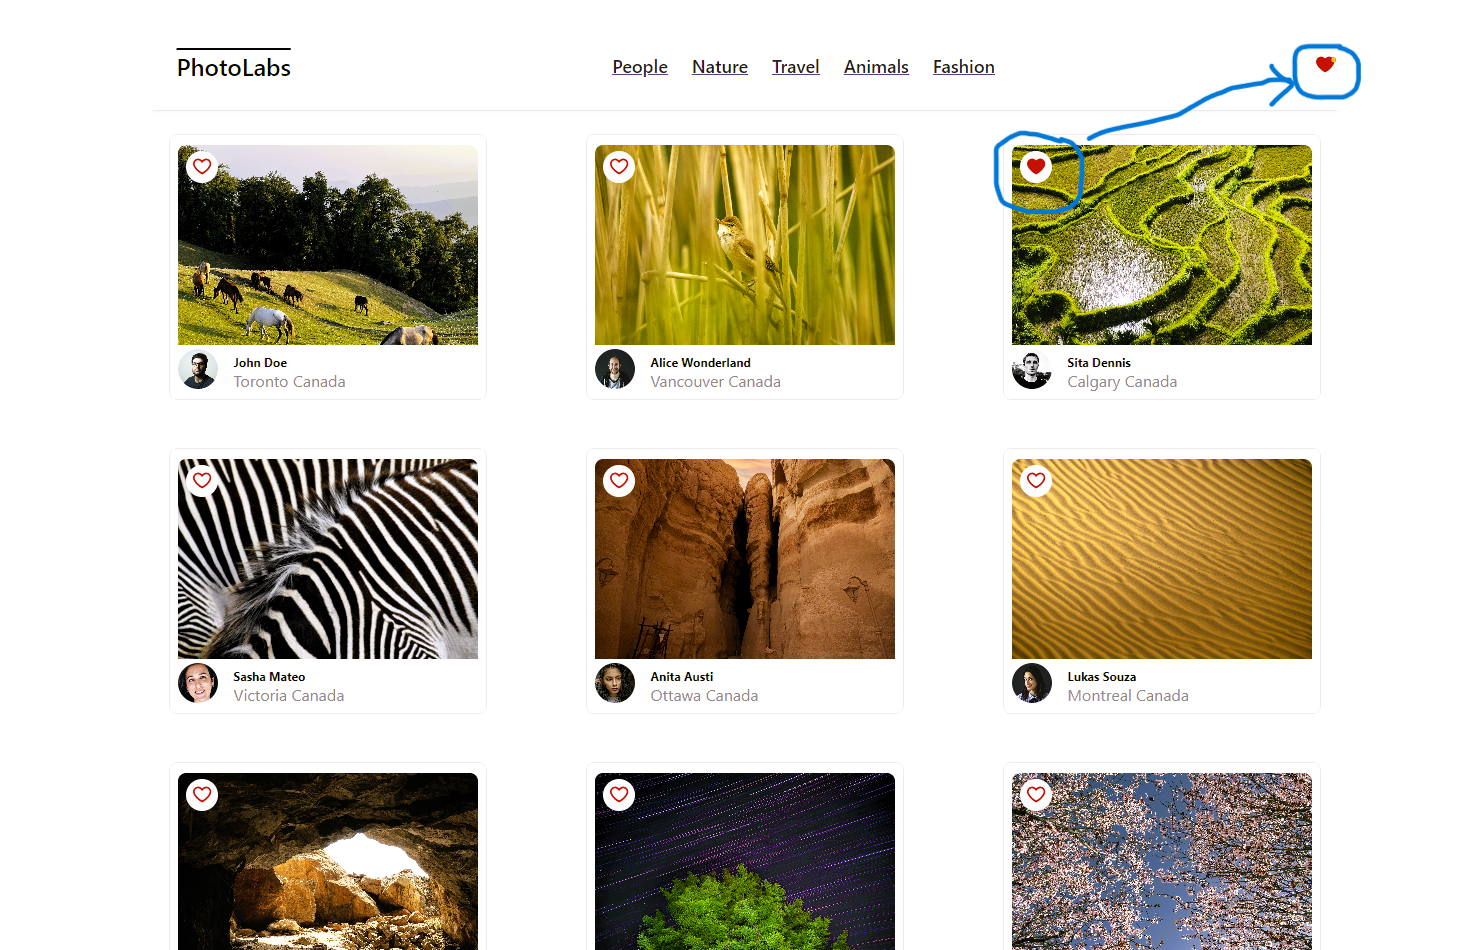 PhotoLabs
People Nature Travel Animals Fashion
John Doe
Toronto Canada
Alice Wonderland
Vancouver Canada
Sita Dennis
Calgary Canada
Sasha Mateo
Victoria Canada
Anita Austi
Ottawa Canada
Lukas Souza
Montreal Canada